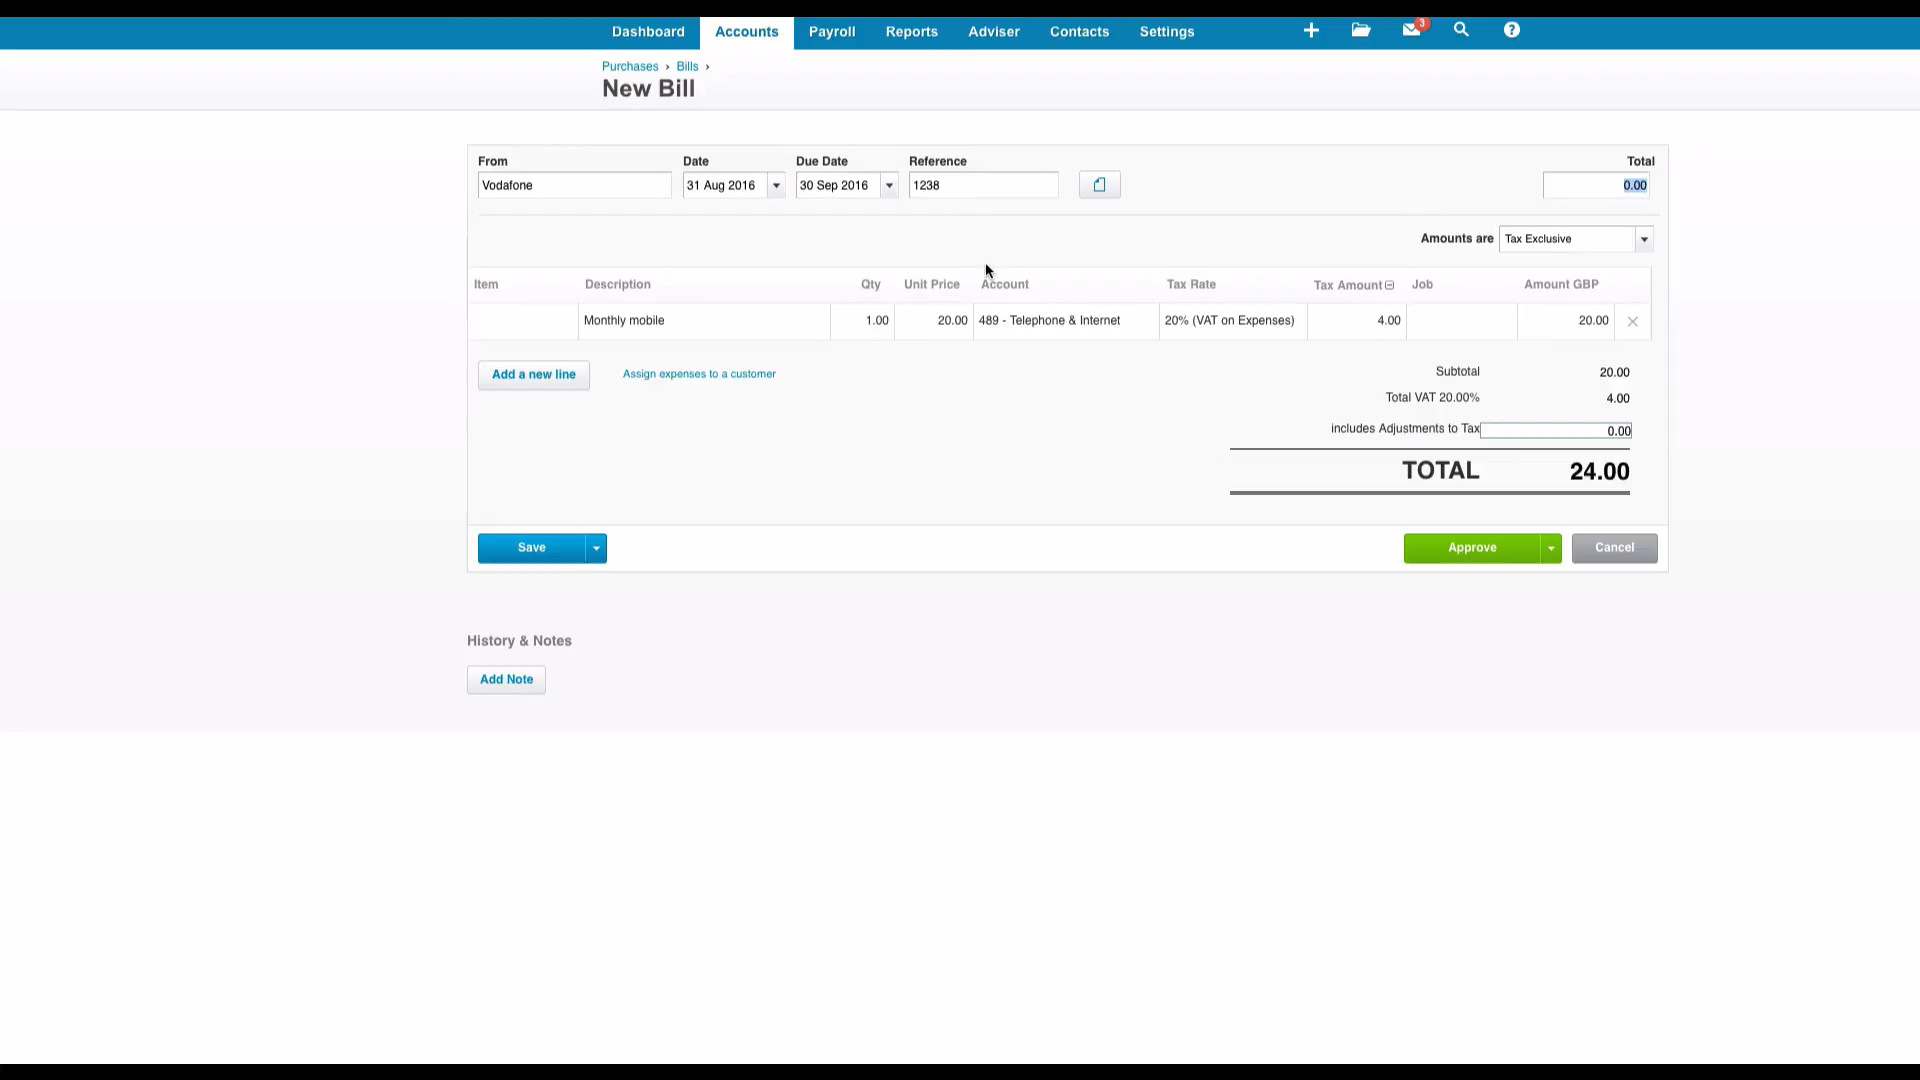 Dashboard Accounts Payroll Reports Adviser Contacts Settings 3 ?
Purchases › Bills ›
New Bill
From Date Due Date Reference Total
Vodafone 31 Aug 2016 30 Sep 2016 1238 0.00
Amounts are Tax Exclusive
Item Description Qty Unit Price Account Tax Rate Tax Amount Job Amount GBP
Monthly mobile 1.00 20.00 489 - Telephone & Internet 20% (VAT on Expenses) 4.00 20.00
Add a new line Assign expenses to a customer
Subtotal 20.00
Total VAT 20.00% 4.00
includes Adjustments to Tax 0.00
TOTAL 24.00
Save Approve Cancel
History & Notes
Add Note